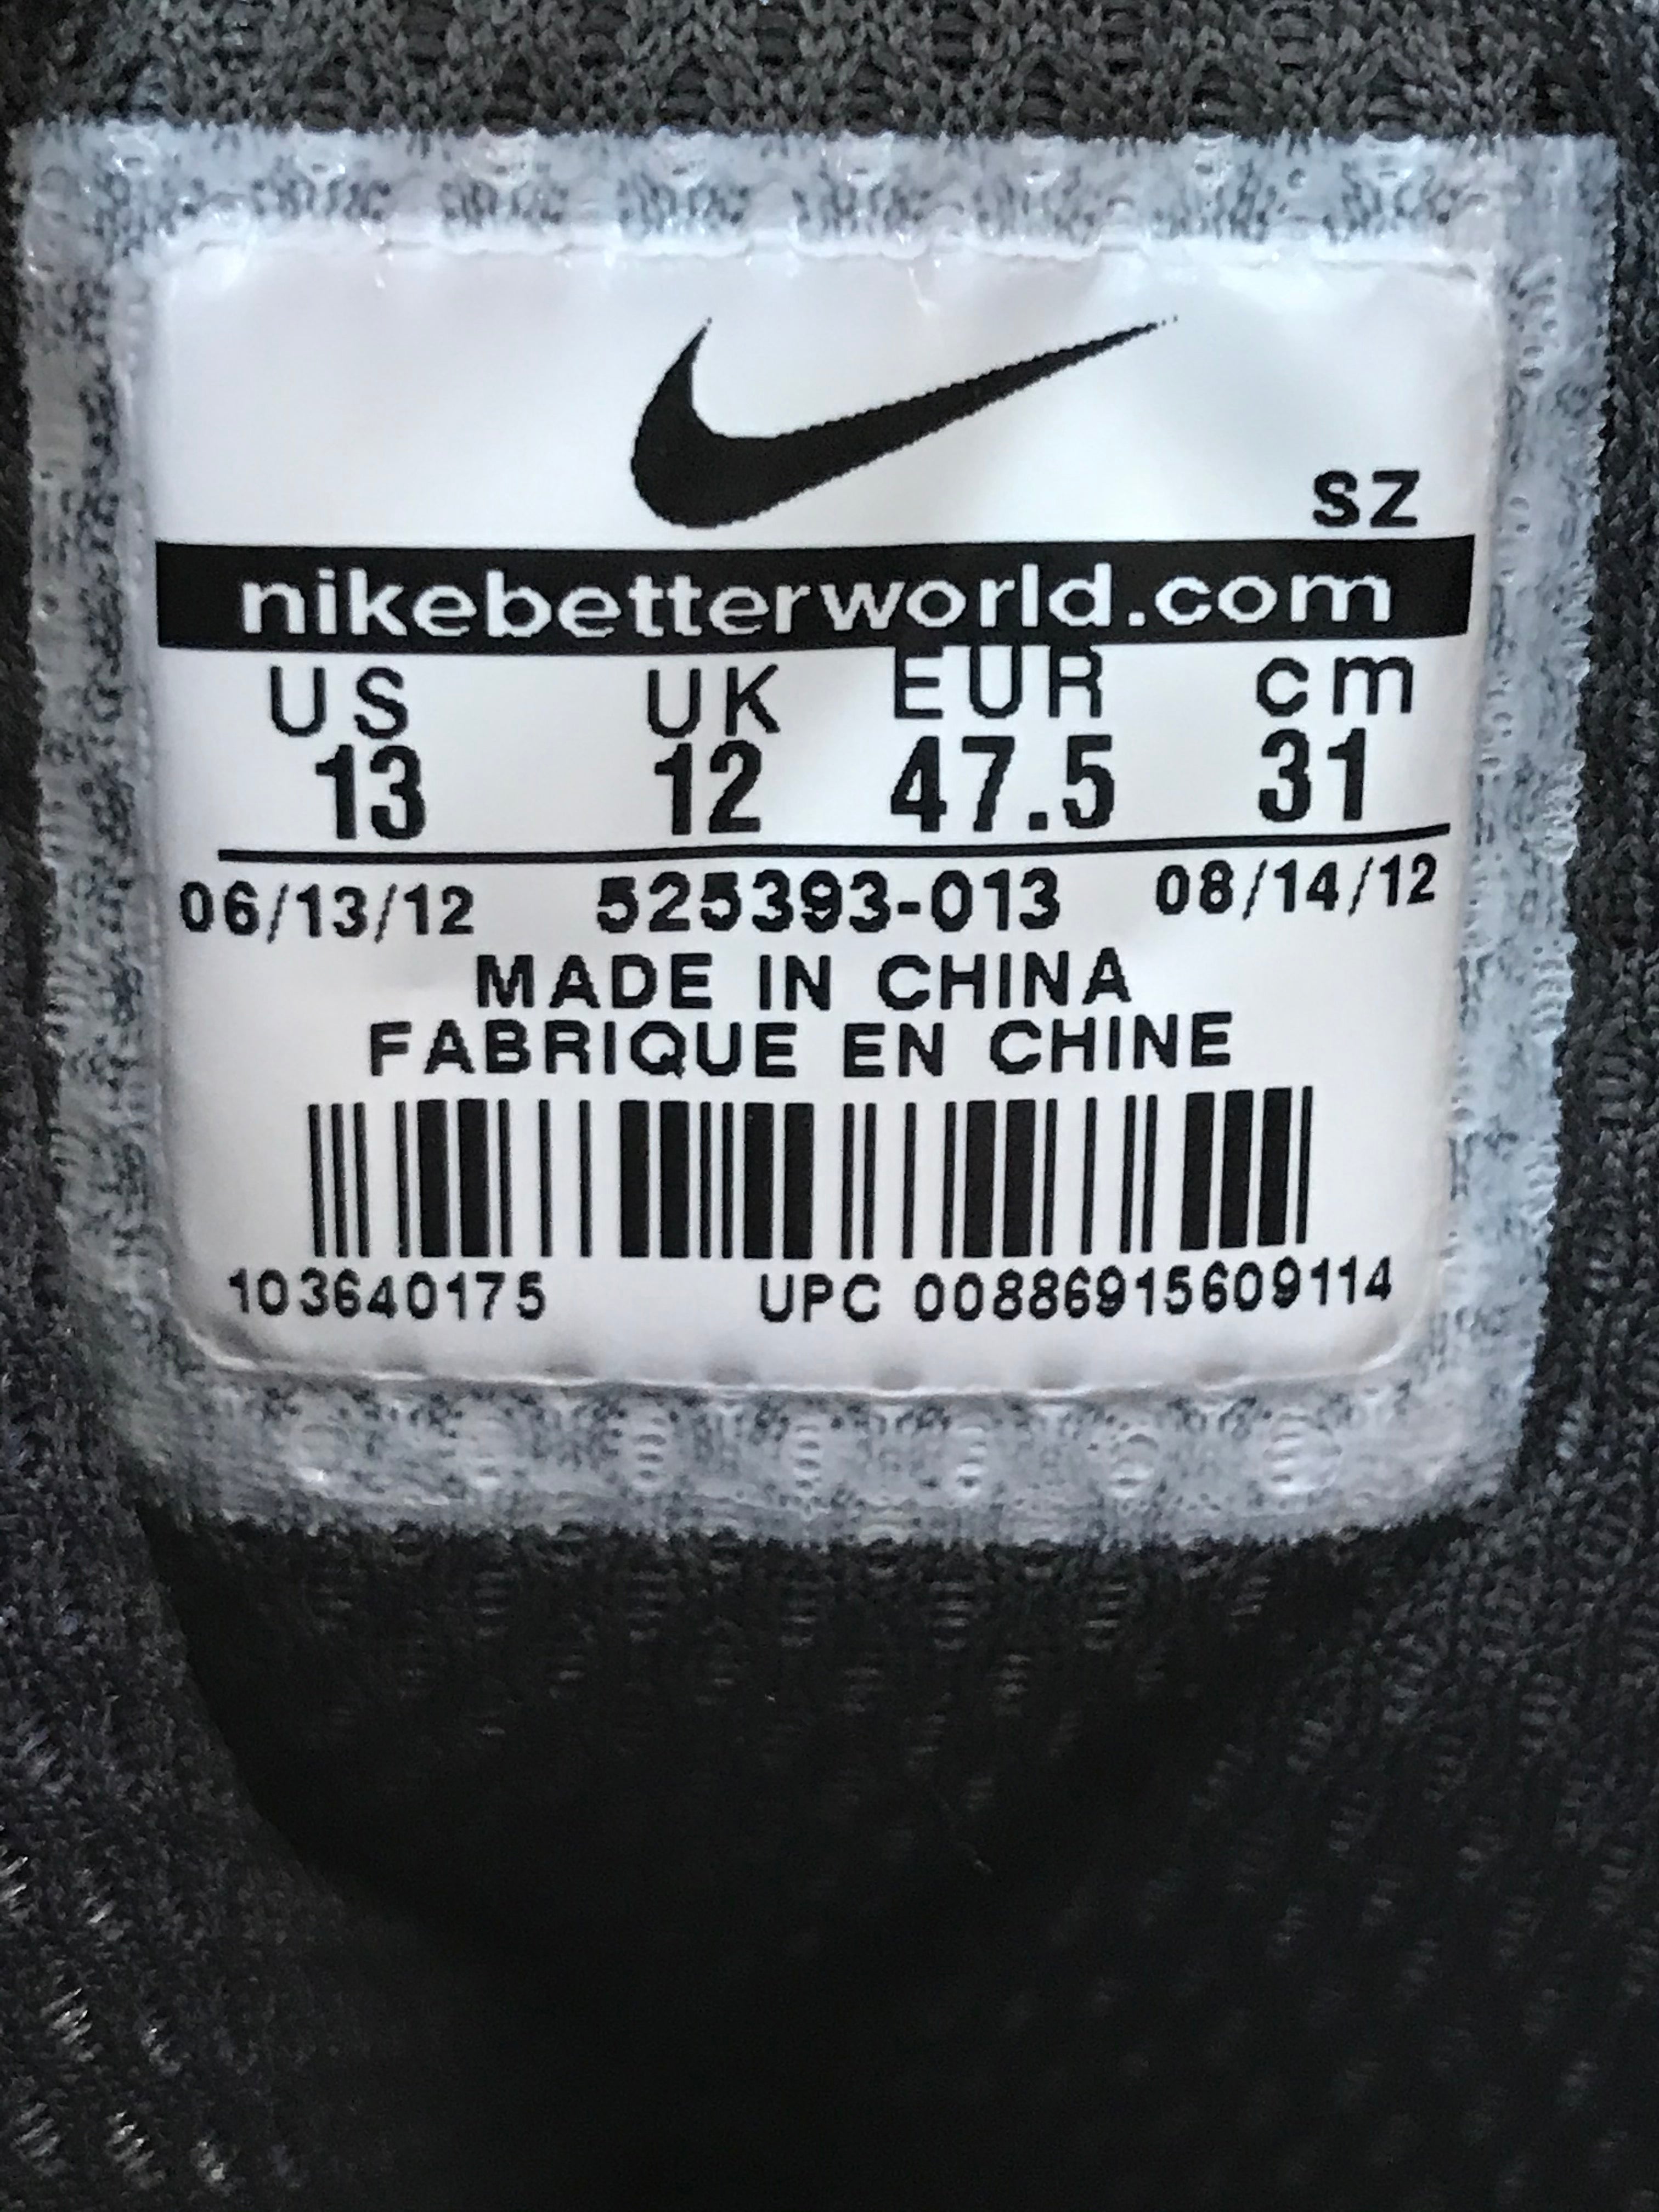 SZ
nikebetterworld.com
US UK EUR cm
13 12 47.5 31
06/13/12 525393-013 08/14/12
MADE IN CHINA
FABRIQUE EN CHINE
103640175 UPC 00886915609114